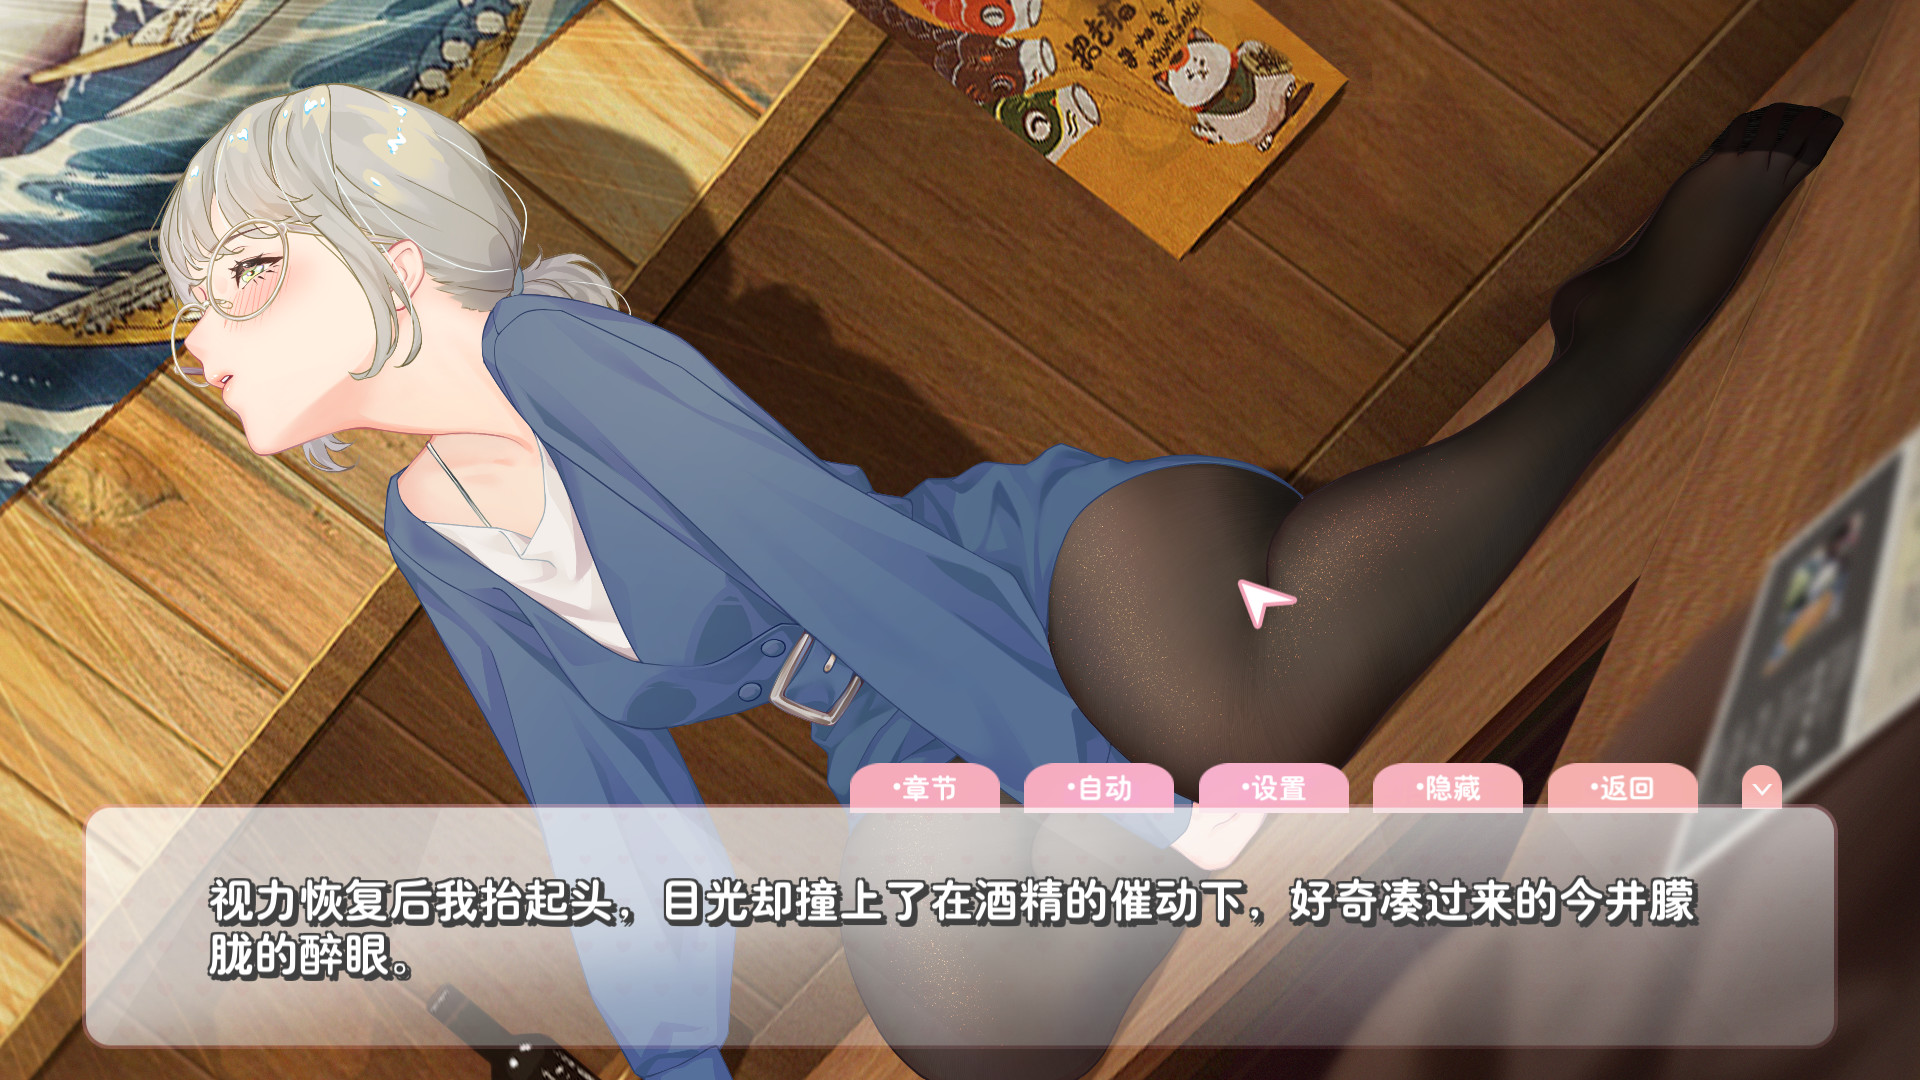 •章节
•自动
•设置
•隐藏
•返回
视力恢复后我抬起头，目光却撞上了在酒精的催动下，好奇凑过来的今井朦
胧的醉眼。